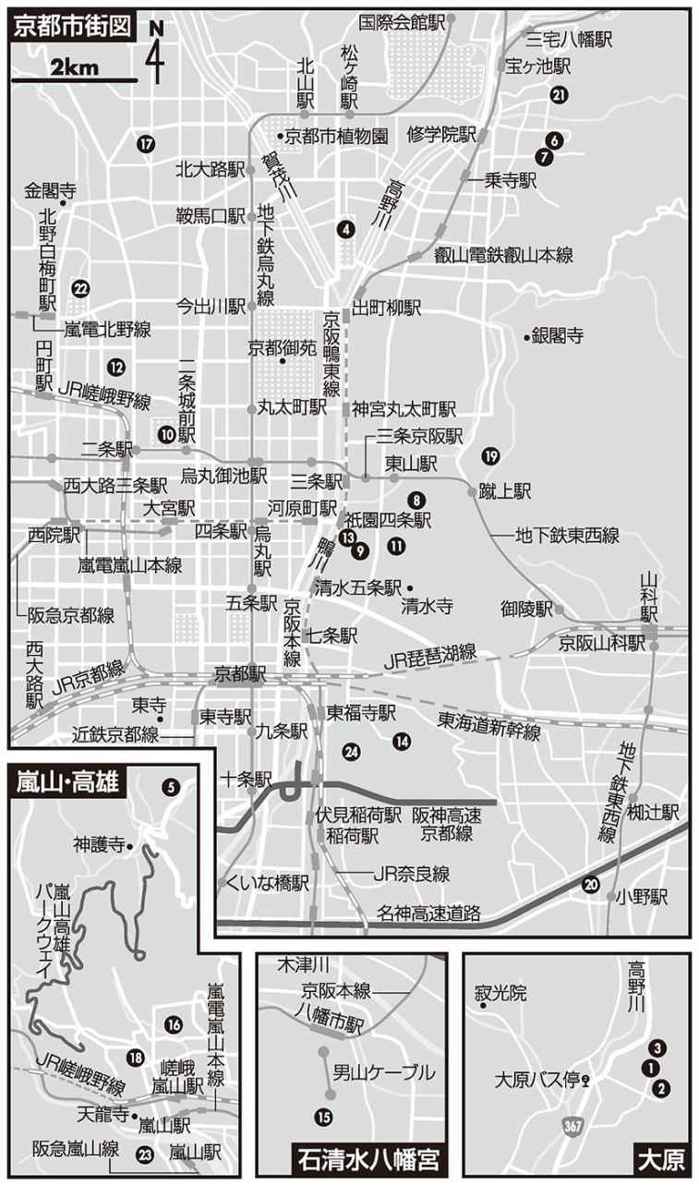 京都市街図
N
2km
国際会館駅
三宅八幡駅
宝ヶ池駅
松ヶ崎駅
北山駅
21
17
京都市植物園
修学院駅
6
7
北大路駅
賀茂川
高野川
乗寺駅
金閣寺
鞍馬口駅
地下鉄烏丸線
4
北野白梅町駅
叡山電鉄叡山本線
22
今出川駅
出町柳駅
嵐電北野線
京阪鴨東線
銀閣寺
円町駅
京都御苑
12
二条城前駅
JR嵯峨野線
丸太町駅
神宮丸太町駅
10
三条京阪駅
二条駅
烏丸御池駅
三条駅
東山駅
19
西大路三条駅
蹴上駅
大宮駅
河原町駅
8
西院駅
四条駅
烏丸駅
祇園四条駅
地下鉄東西線
鴨川
13
9
11
嵐電嵐山本線
阪急京都線
五条駅
清水五条駅
清水寺
御陵駅
山科駅
京阪本線
七条駅
京阪山科駅
西大路駅
JR京都線
京都駅
JR琵琶湖線
東寺
東寺駅
九条駅
東福寺駅
東海道新幹線
近鉄京都線
24
14
地下鉄東西線
十条駅
伏見稲荷駅
稲荷駅
阪神高速
京都線
椥辻駅
くいな橋駅
JR奈良線
20
小野駅
名神高速道路
嵐山・高雄
5
神護寺
嵐山高雄
パークウェイ
嵐電嵐山本線
16
18
JR嵯峨野線
嵯峨
嵐山駅
天龍寺
嵐山駅
阪急嵐山線
23
嵐山駅
木津川
京阪本線
八幡市駅
男山ケーブル
15
石清水八幡宮
高野川
寂光院
3
1
2
大原バス停
367
大原